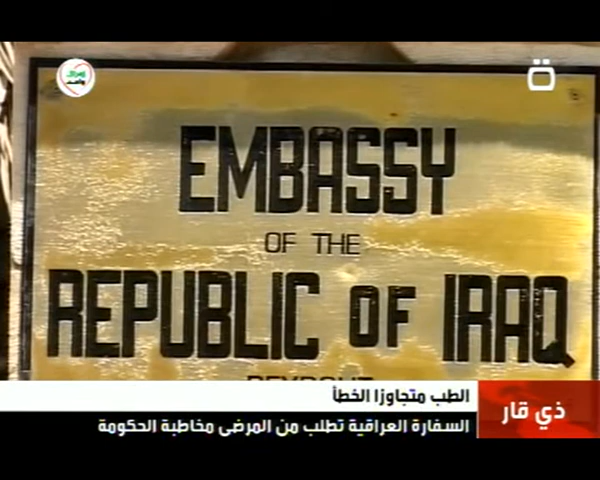 EMBASSY
OF THE
REPUBLIC OF IRAQ
الطب متجاوزا الخطأ
ذي قار
السفارة العراقية تطلب من المرضى مخاطبة الحكومة